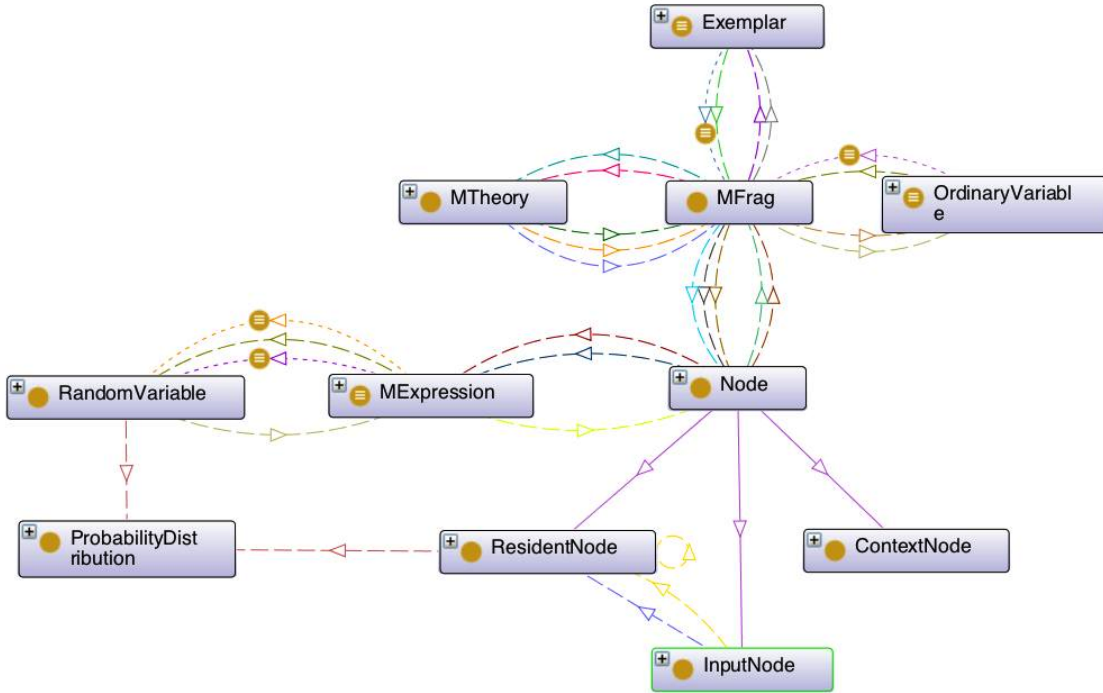 Exemplar
MTheory
MFrag
OrdinaryVariabl
e
RandomVariable
MExpression
Node
ProbabilityDist
ribution
ResidentNode
ContextNode
InputNode